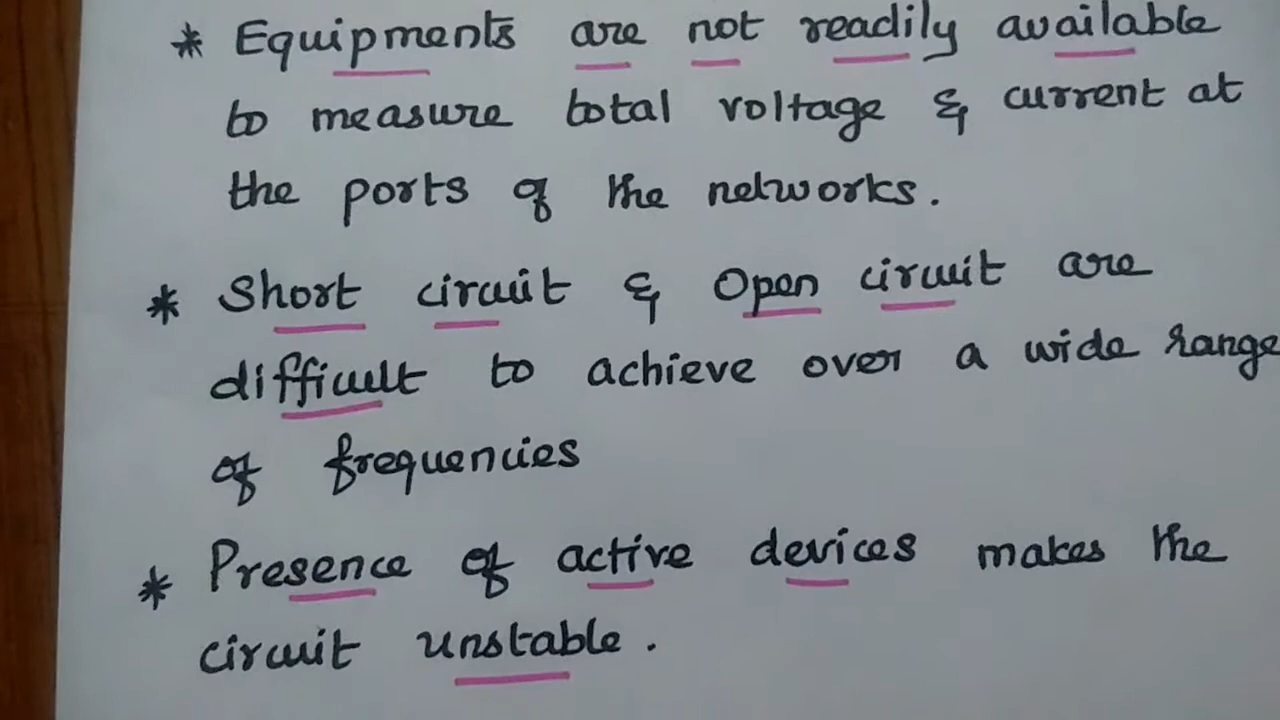 * Equipments are not readily available
to measure total voltage & current at
the ports of the networks.
* Short circuit & Open circuit are
difficult to achieve over a wide range
of frequencies
* Presence of active devices makes the
circuit unstable.